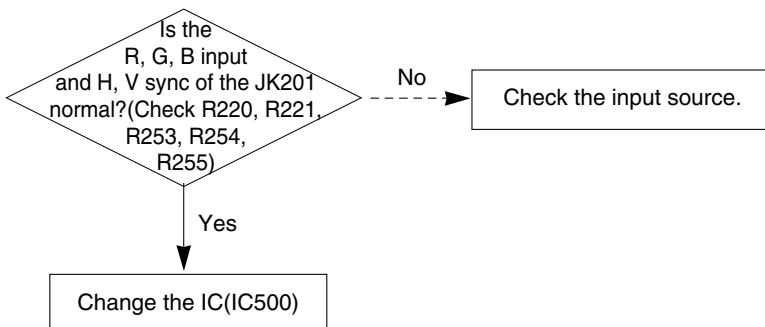 Is the
R, G, B input
and H, V sync of the JK201
normal?(Check R220, R221,
R253, R254,
R255)
No
Check the input source.
Yes
Change the IC(IC500)